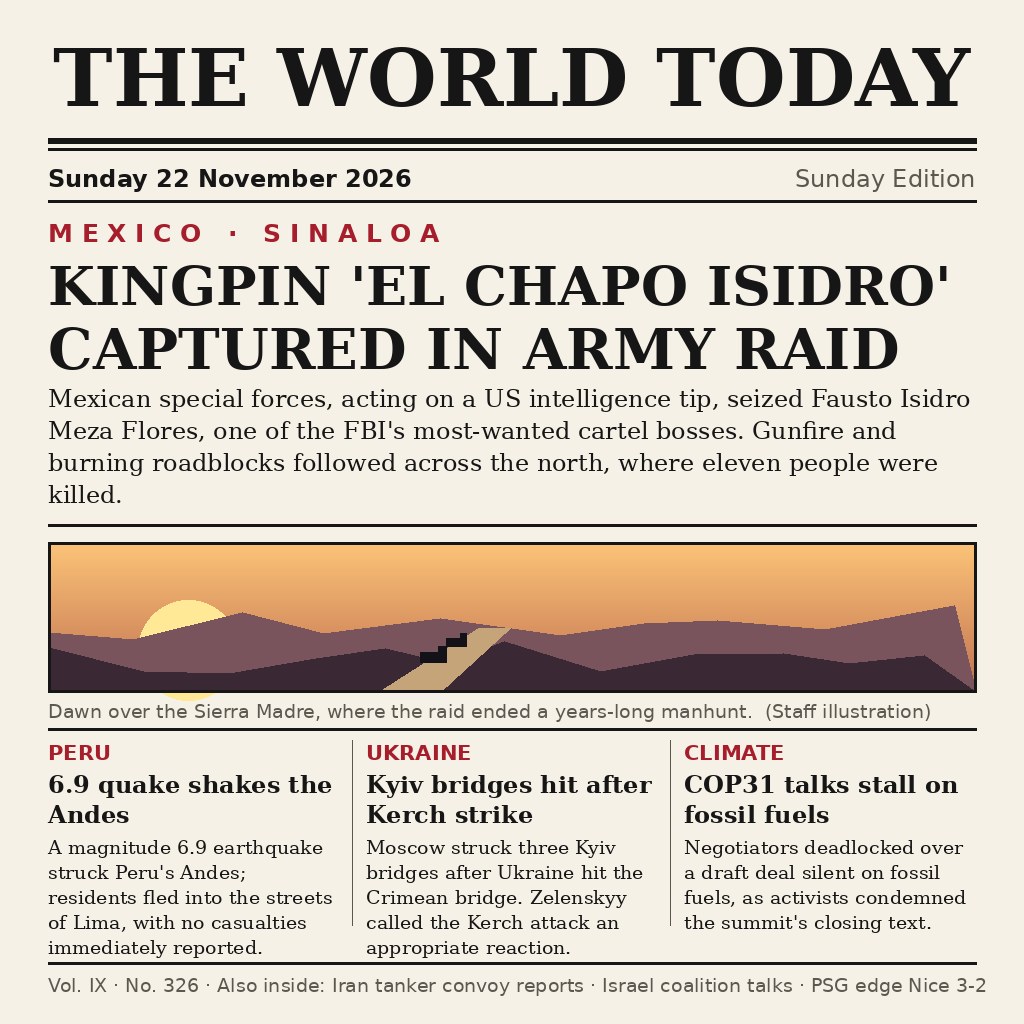 THE WORLD TODAY
Sunday 22 November 2026
Sunday Edition
MEXICO · SINALOA
KINGPIN 'EL CHAPO ISIDRO'
CAPTURED IN ARMY RAID
Mexican special forces, acting on a US intelligence tip, seized Fausto Isidro
Meza Flores, one of the FBI's most-wanted cartel bosses. Gunfire and
burning roadblocks followed across the north, where eleven people were
killed.
Dawn over the Sierra Madre, where the raid ended a years-long manhunt.  (Staff illustration)
PERU
6.9 quake shakes the
Andes
A magnitude 6.9 earthquake
struck Peru's Andes;
residents fled into the streets
of Lima, with no casualties
immediately reported.
UKRAINE
Kyiv bridges hit after
Kerch strike
Moscow struck three Kyiv
bridges after Ukraine hit the
Crimean bridge. Zelenskyy
called the Kerch attack an
appropriate reaction.
CLIMATE
COP31 talks stall on
fossil fuels
Negotiators deadlocked over
a draft deal silent on fossil
fuels, as activists condemned
the summit's closing text.
Vol. IX · No. 326 · Also inside: Iran tanker convoy reports · Israel coalition talks · PSG edge Nice 3-2